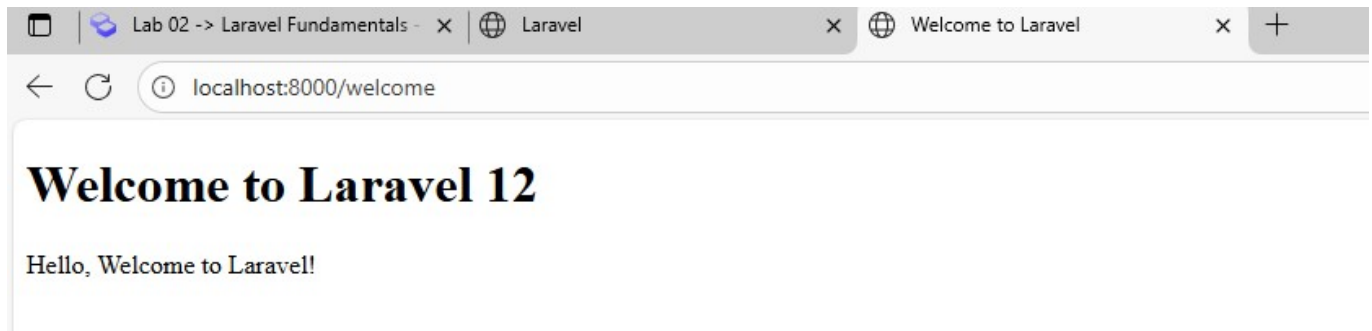 Lab 02 -> Laravel Fundamentals - Laravel Welcome to Laravel
localhost:8000/welcome
Welcome to Laravel 12
Hello, Welcome to Laravel!